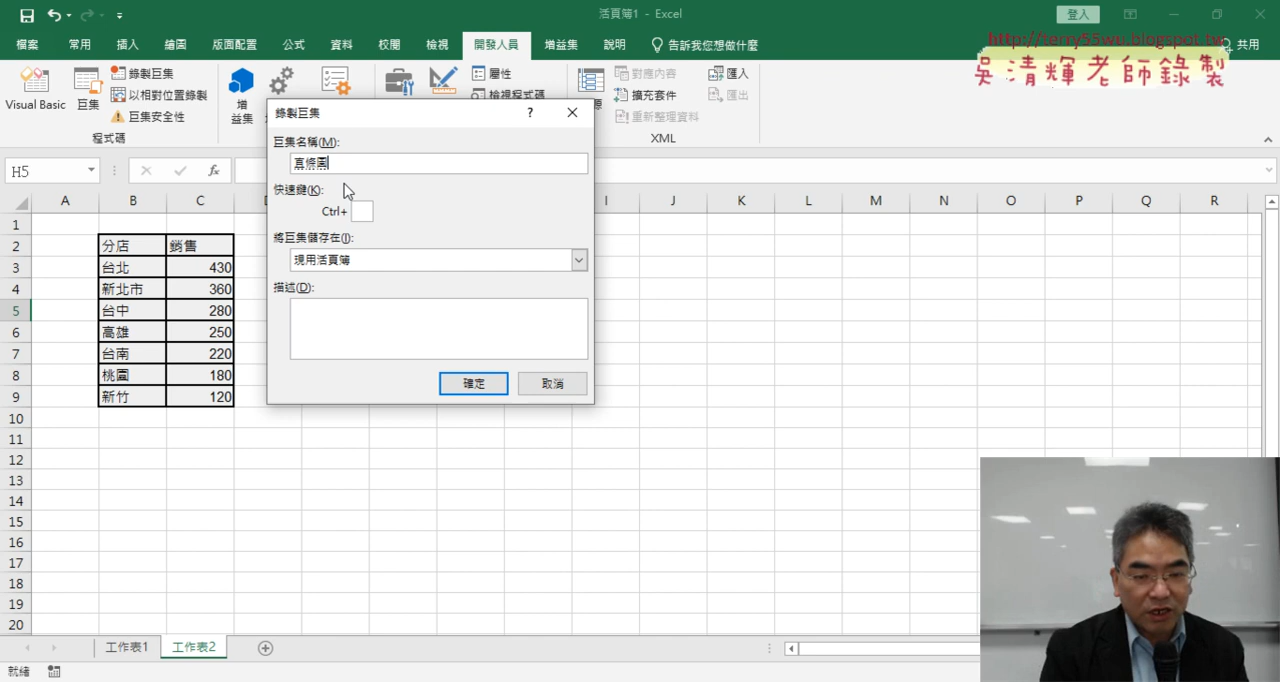 活頁簿1 - Excel
登入
檔案 常用 插入 繪圖 版面配置 公式 資料 校閱 檢視 開發人員 增益集 說明 告訴我您想做什麼 共用
http://terry55wu.blogspot.tw
吳清輝老師錄製
Visual Basic
巨集
錄製巨集
以相對位置錄製
巨集安全性
程式碼
增益集
屬性
檢視程式碼
對應內容
擴充套件
重新整理資料
匯入
匯出
XML
H5
fx
錄製巨集
?
巨集名稱(M):
快速鍵(K):
Ctrl+
將巨集儲存在(I):
現用活頁簿
描述(D):
確定 取消
A B C I J K L M N O P Q R
1
2 分店 銷售
3 台北 430
4 新北市 360
5 台中 280
6 高雄 250
7 台南 220
8 桃園 180
9 新竹 120
10
11
12
13
14
15
16
17
18
19
20
工作表1 工作表2
就緒